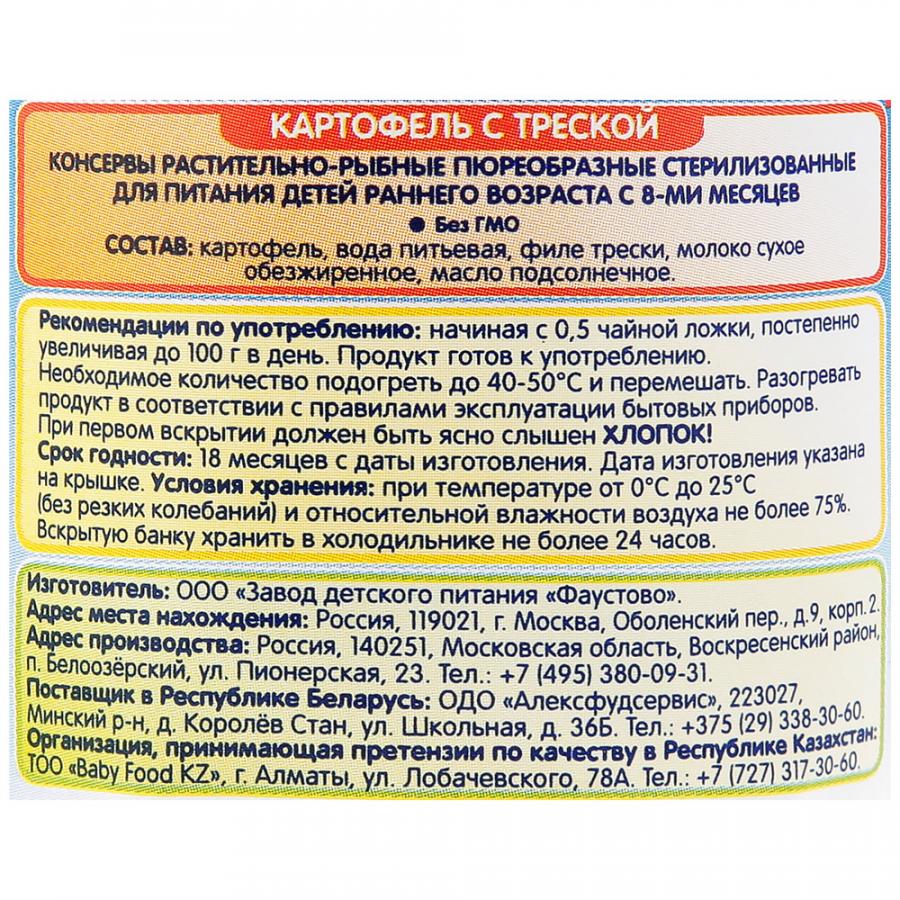 КАРТОФЕЛЬ С ТРЕСКОЙ
КОНСЕРВЫ РАСТИТЕЛЬНО-РЫБНЫЕ ПЮРЕОБРАЗНЫЕ СТЕРИЛИЗОВАННЫЕ
ДЛЯ ПИТАНИЯ ДЕТЕЙ РАННЕГО ВОЗРАСТА С 8-МИ МЕСЯЦЕВ
● Без ГМО
СОСТАВ: картофель, вода питьевая, филе трески, молоко сухое
обезжиренное, масло подсолнечное.
Рекомендации по употреблению: начиная с 0,5 чайной ложки, постепенно
увеличивая до 100 г в день. Продукт готов к употреблению.
Необходимое количество подогреть до 40-50°С и перемешать. Разогревать
продукт в соответствии с правилами эксплуатации бытовых приборов.
При первом вскрытии должен быть ясно слышен ХЛОПОК!
Срок годности: 18 месяцев с даты изготовления. Дата изготовления указана
на крышке. Условия хранения: при температуре от 0°С до 25°С
(без резких колебаний) и относительной влажности воздуха не более 75%.
Вскрытую банку хранить в холодильнике не более 24 часов.
Изготовитель: ООО «Завод детского питания «Фаустово».
Адрес места нахождения: Россия, 119021, г. Москва, Оболенский пер., д.9, корп.2.
Адрес производства: Россия, 140251, Московская область, Воскресенский район,
п. Белоозёрский, ул. Пионерская, 23. Тел.: +7 (495) 380-09-31.
Поставщик в Республике Беларусь: ОДО «Алексфудсервис», 223027,
Минский р-н, д. Королёв Стан, ул. Школьная, д. 36Б. Тел.: +375 (29) 338-30-60.
Организация, принимающая претензии по качеству в Республике Казахстан:
ТОО «Baby Food KZ», г. Алматы, ул. Лобачевского, 78А. Тел.: +7 (727) 317-30-60.